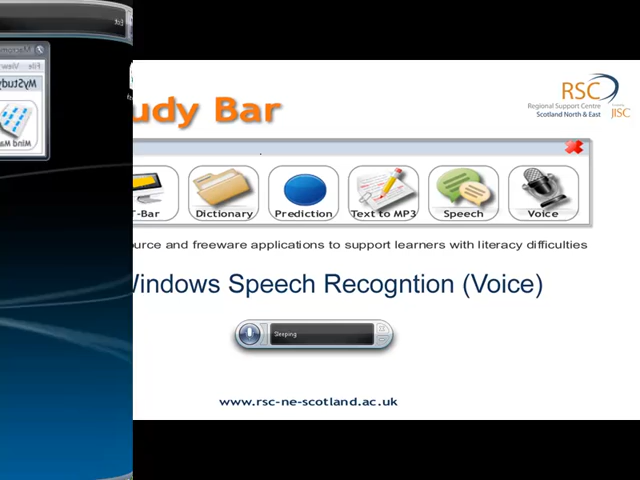 udy Bar
RSC
Regional Support Centre
Scotland North & East
JISC
File View
MyStudy
Mind Ma
T-Bar Dictionary Prediction Text to MP3 Speech Voice
ource and freeware applications to support learners with literacy difficulties
Windows Speech Recogntion (Voice)
Sleeping
www.rsc-ne-scotland.ac.uk